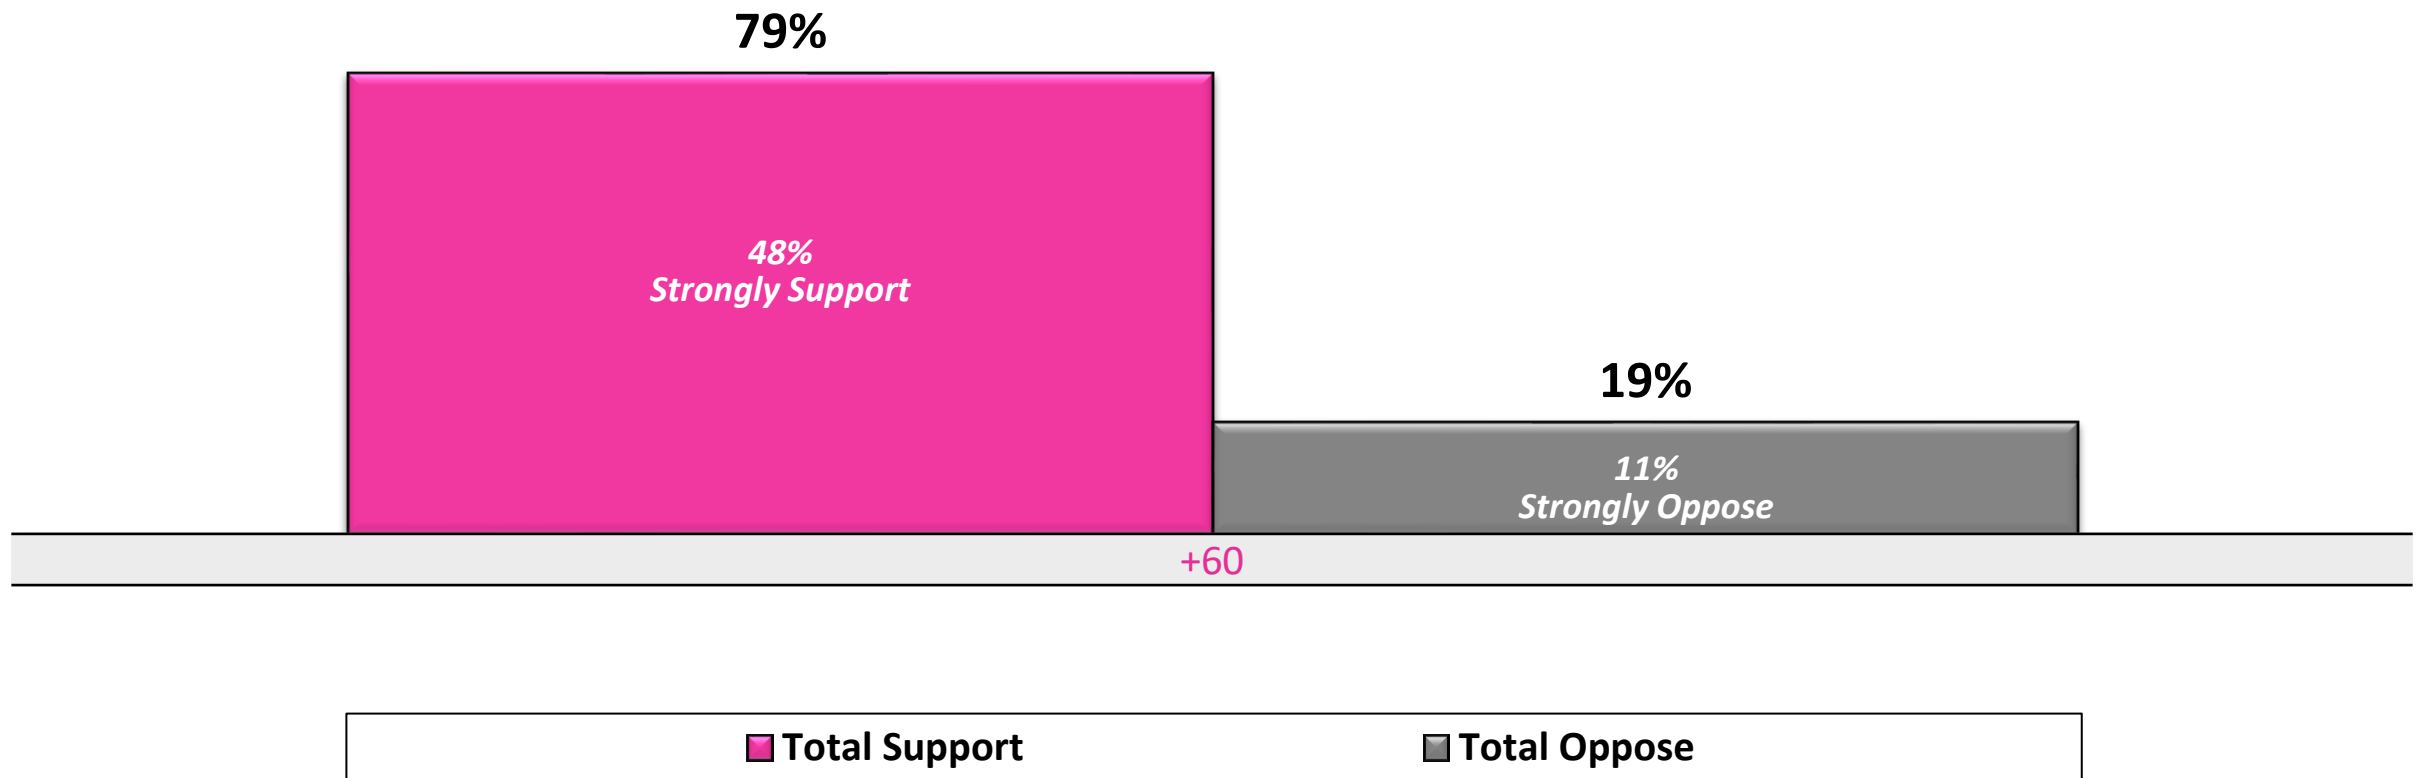 79%
48%
Strongly Support
19%
11%
Strongly Oppose
+60
Total Support
Total Oppose